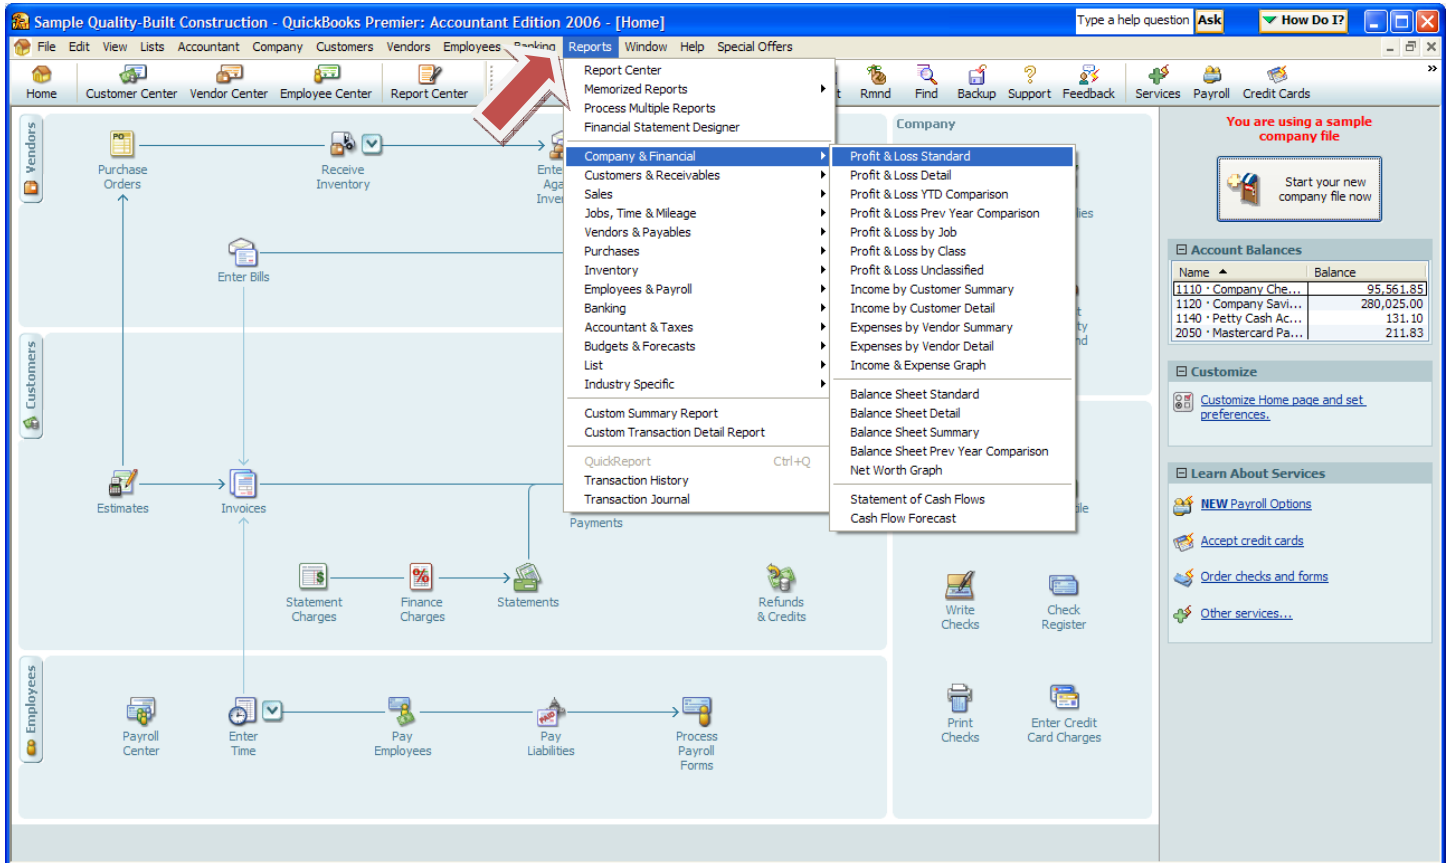 Sample Quality-Built Construction - QuickBooks Premier: Accountant Edition 2006 - [Home]
Type a help question Ask How Do I?
File Edit View Lists Accountant Company Customers Vendors Employees Banking Reports Window Help Special Offers
Home Customer Center Vendor Center Employee Center Report Center Rmnd Find Backup Support Feedback Services Payroll Credit Cards
Report Center
Memorized Reports
Process Multiple Reports
Financial Statement Designer
Company & Financial
Customers & Receivables
Sales
Jobs, Time & Mileage
Vendors & Payables
Purchases
Inventory
Employees & Payroll
Banking
Accountant & Taxes
Budgets & Forecasts
List
Industry Specific
Custom Summary Report
Custom Transaction Detail Report
QuickReport Ctrl+Q
Transaction History
Transaction Journal
Profit & Loss Standard
Profit & Loss Detail
Profit & Loss YTD Comparison
Profit & Loss Prev Year Comparison
Profit & Loss by Job
Profit & Loss by Class
Profit & Loss Unclassified
Income by Customer Summary
Income by Customer Detail
Expenses by Vendor Summary
Expenses by Vendor Detail
Income & Expense Graph
Balance Sheet Standard
Balance Sheet Detail
Balance Sheet Summary
Balance Sheet Prev Year Comparison
Net Worth Graph
Statement of Cash Flows
Cash Flow Forecast
Vendors
PO
Purchase
Orders
Receive
Inventory
Enter Bills
Customers
Estimates
Invoices
Payments
Statement
Charges
Finance
Charges
Statements
Refunds
& Credits
Employees
Payroll
Center
Enter
Time
Pay
Employees
PAID
Pay
Liabilities
Process
Payroll
Forms
Company
Write
Checks
Check
Register
Print
Checks
Enter Credit
Card Charges
You are using a sample
company file
Start your new
company file now
Account Balances
Name Balance
1110 · Company Che... 95,561.85
1120 · Company Savi... 280,025.00
1140 · Petty Cash Ac... 131.10
2050 · Mastercard Pa... 211.83
Customize
Customize Home page and set
preferences.
Learn About Services
NEW Payroll Options
Accept credit cards
Order checks and forms
Other services...